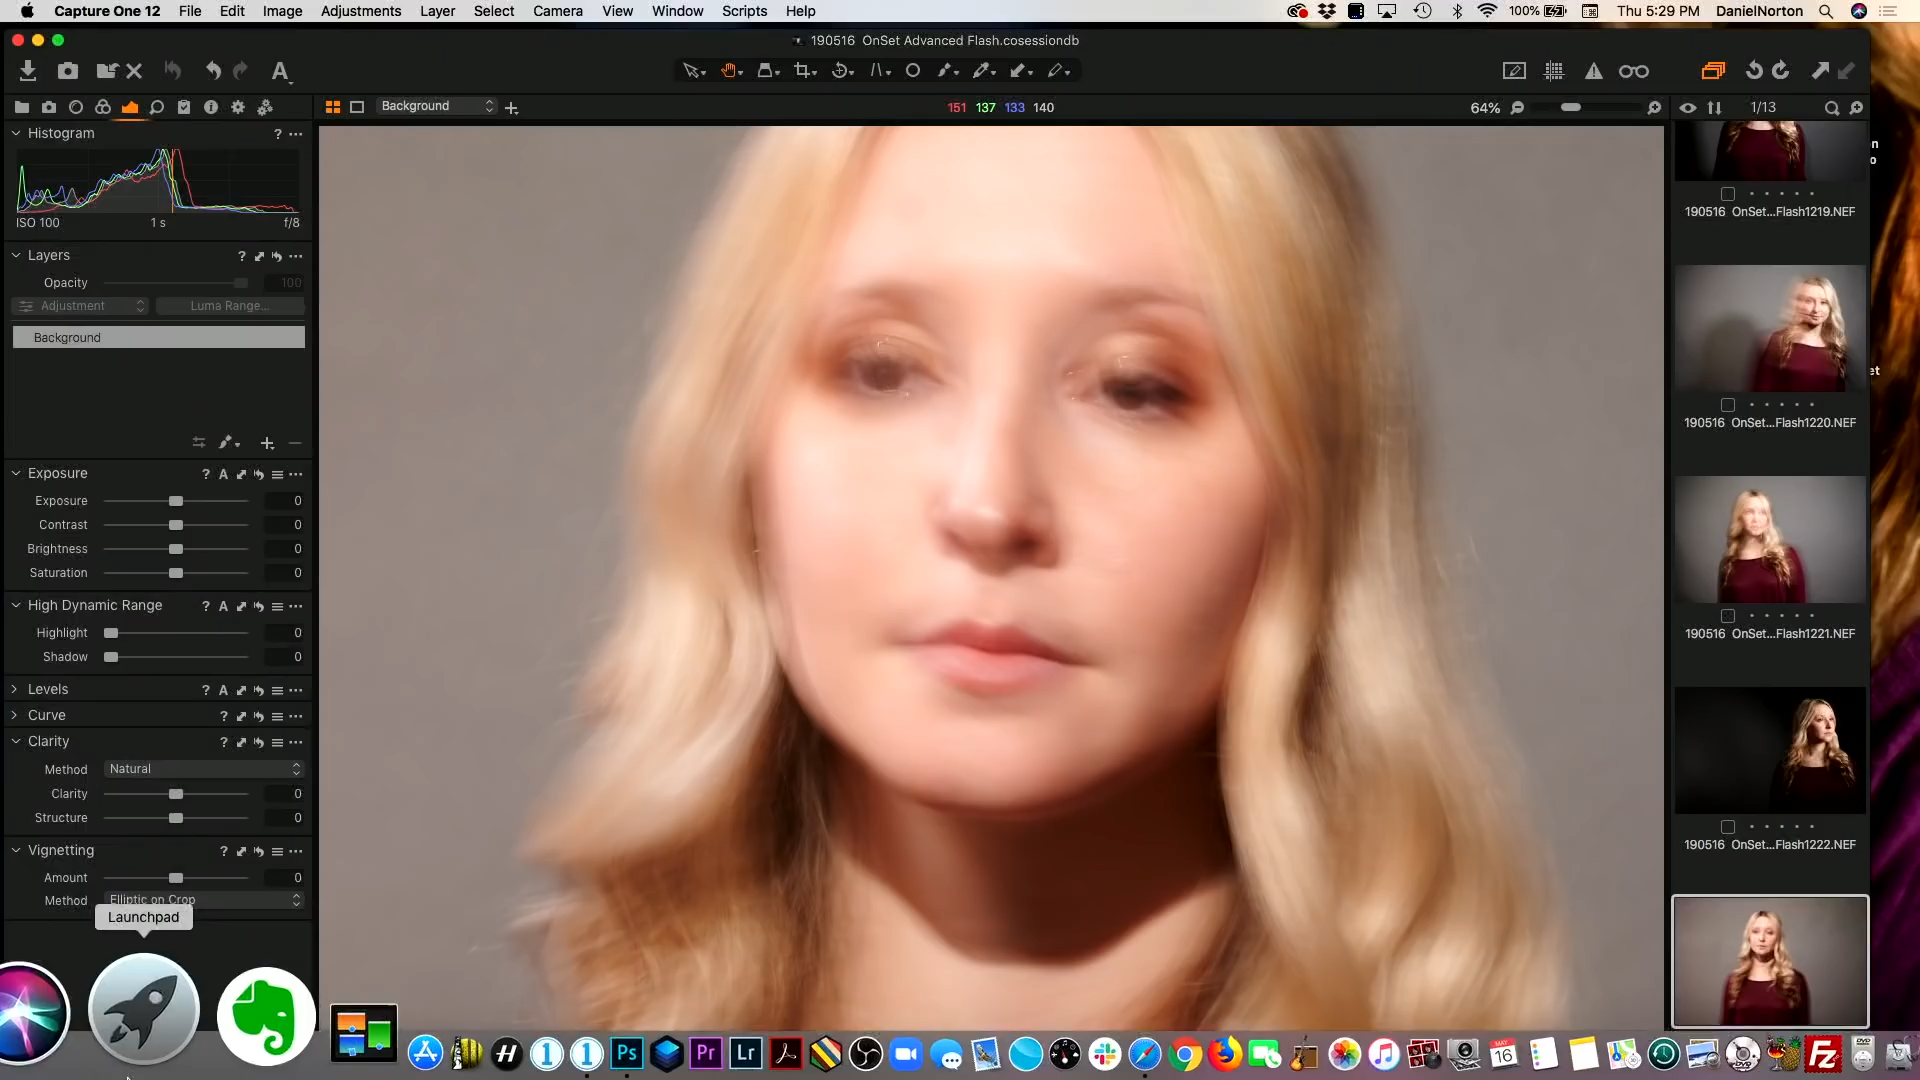 Capture One 12 File Edit Image Adjustments Layer Select Camera View Window Scripts Help 100% Thu 5:29 PM DanielNorton
190516 OnSet Advanced Flash.cosessiondb
Background
151 137 133 140
64%
1/13
Histogram
ISO 100 1 s f/8
Layers
Opacity 100
Adjustment Luma Range...
Background
Exposure
Exposure 0
Contrast 0
Brightness 0
Saturation 0
High Dynamic Range
Highlight 0
Shadow 0
Levels
Curve
Clarity
Method Natural
Clarity 0
Structure 0
Vignetting
Amount 0
Method Elliptic on Crop
Launchpad
190516 OnSet...Flash1219.NEF
190516 OnSet...Flash1220.NEF
190516 OnSet...Flash1221.NEF
190516 OnSet...Flash1222.NEF
Ps Pr Lr
MAY
16
Fz